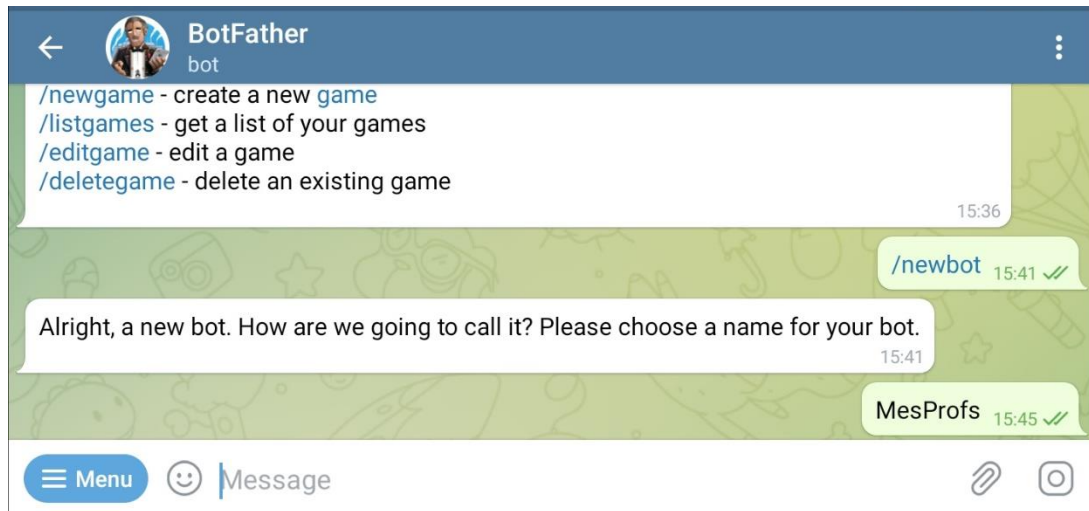 BotFather
bot
/newgame - create a new game
/listgames - get a list of your games
/editgame - edit a game
/deletegame - delete an existing game
15:36
/newbot 15:41
Alright, a new bot. How are we going to call it? Please choose a name for your bot.
15:41
MesProfs 15:45
Menu Message